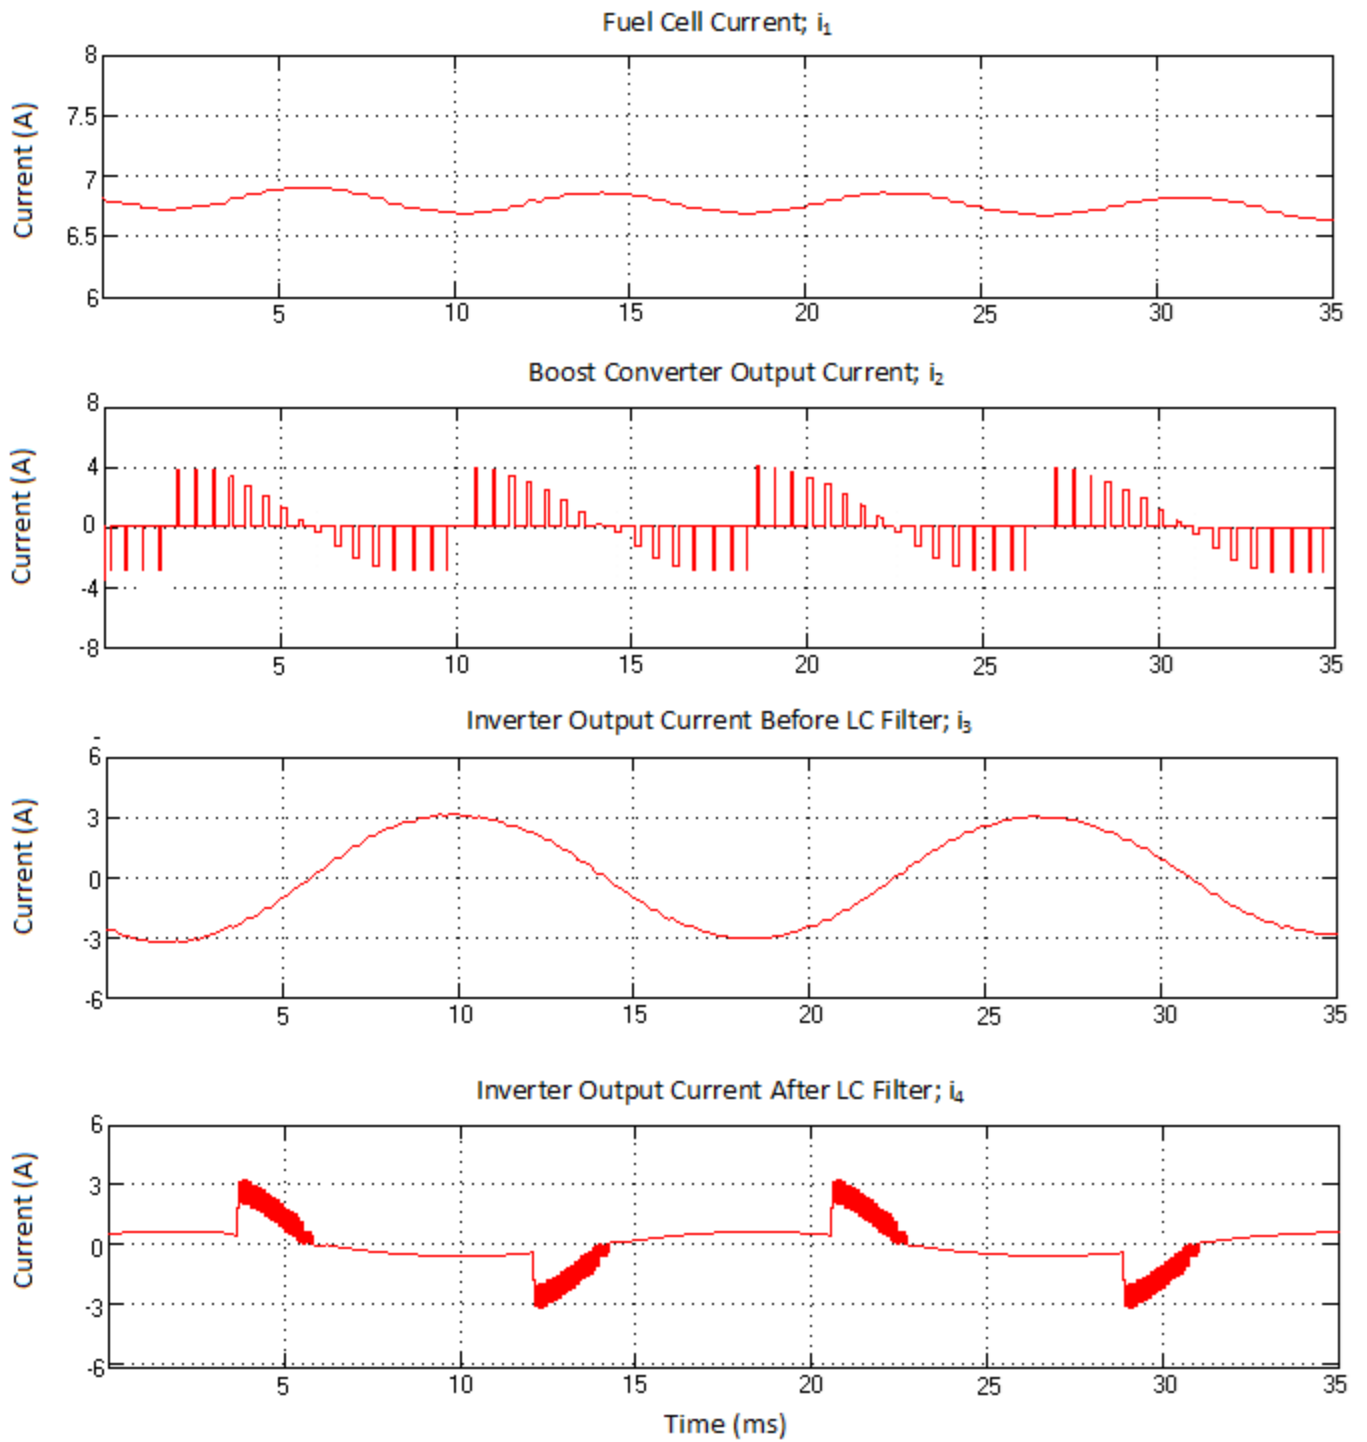 Fuel Cell Current; i₁
8
7.5
7
6.5
6
Current (A)
5 10 15 20 25 30 35
Boost Converter Output Current; i₂
8
4
0
-4
-8
Current (A)
5 10 15 20 25 30 35
Inverter Output Current Before LC Filter; i₃
6
3
0
-3
-6
Current (A)
5 10 15 20 25 30 35
Inverter Output Current After LC Filter; i₄
6
3
0
-3
-6
Current (A)
5 10 15 20 25 30 35
Time (ms)